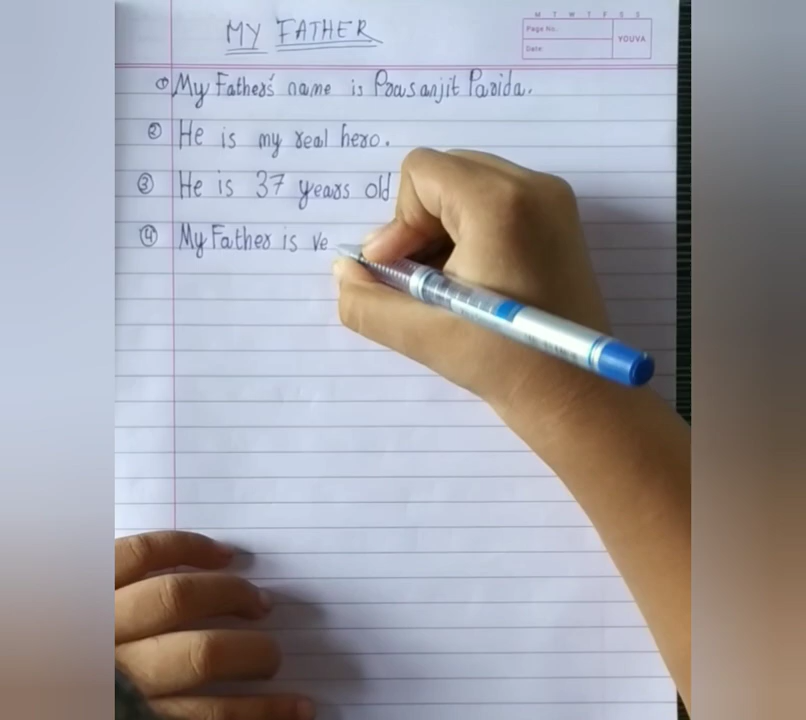 MY FATHER
M T W T F S S
Page No.
Date:
YOUVA
① My Father's name is Prasanjit Parida.
② He is my real hero.
③ He is 37 years old
④ My Father is ve